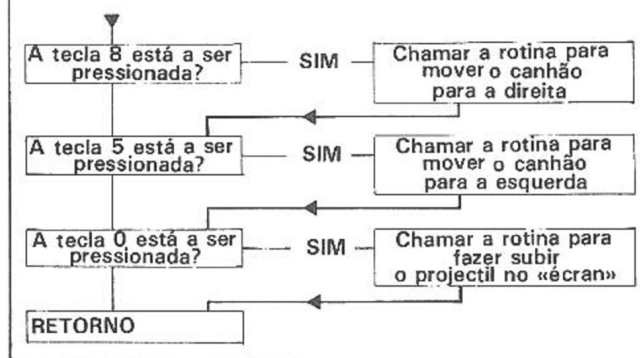 A tecla 8 está a ser
pressionada?
SIM
Chamar a rotina para
mover o canhão
para a direita
A tecla 5 está a ser
pressionada?
SIM
Chamar a rotina para
mover o canhão
para a esquerda
A tecla 0 está a ser
pressionada?
SIM
Chamar a rotina para
fazer subir
o projectil no «écran»
RETORNO